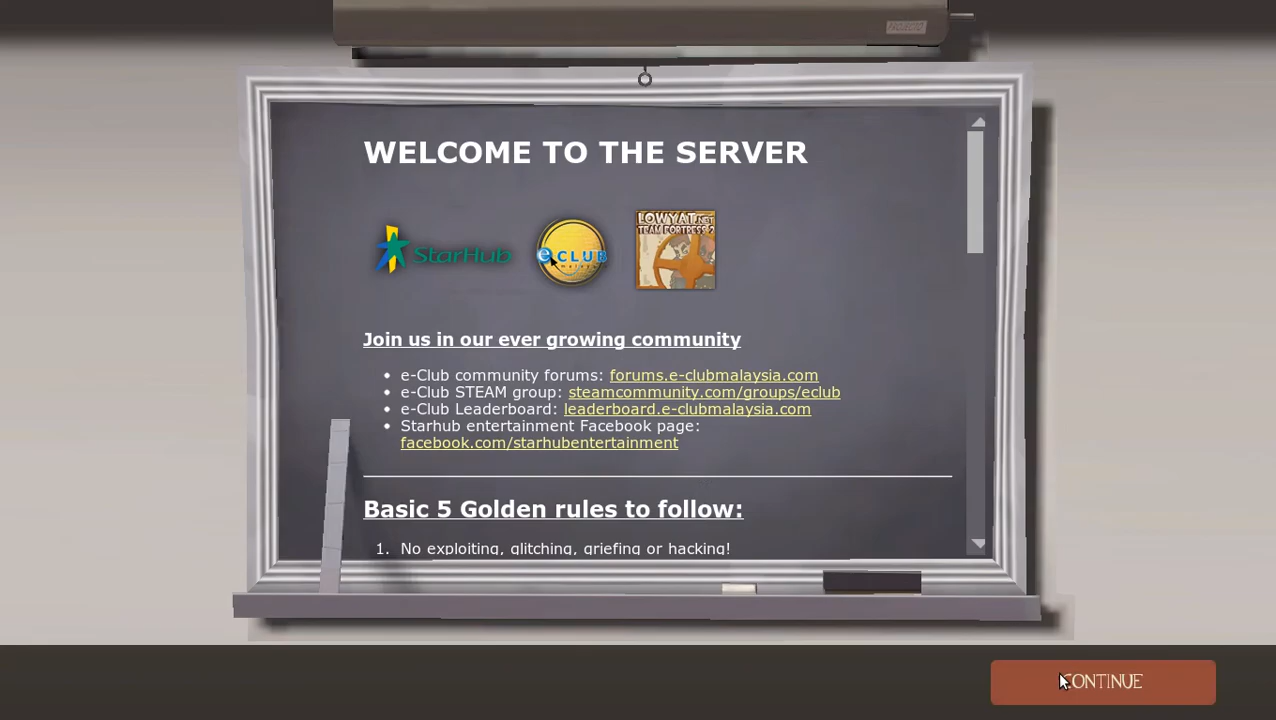 WELCOME TO THE SERVER
StarHub
e CLUB
LOWYAT.NET
TEAM FORTRESS 2
Join us in our ever growing community
• e-Club community forums: forums.e-clubmalaysia.com
• e-Club STEAM group: steamcommunity.com/groups/eclub
• e-Club Leaderboard: leaderboard.e-clubmalaysia.com
• Starhub entertainment Facebook page:
facebook.com/starhubentertainment
Basic 5 Golden rules to follow:
1. No exploiting, glitching, griefing or hacking!
CONTINUE